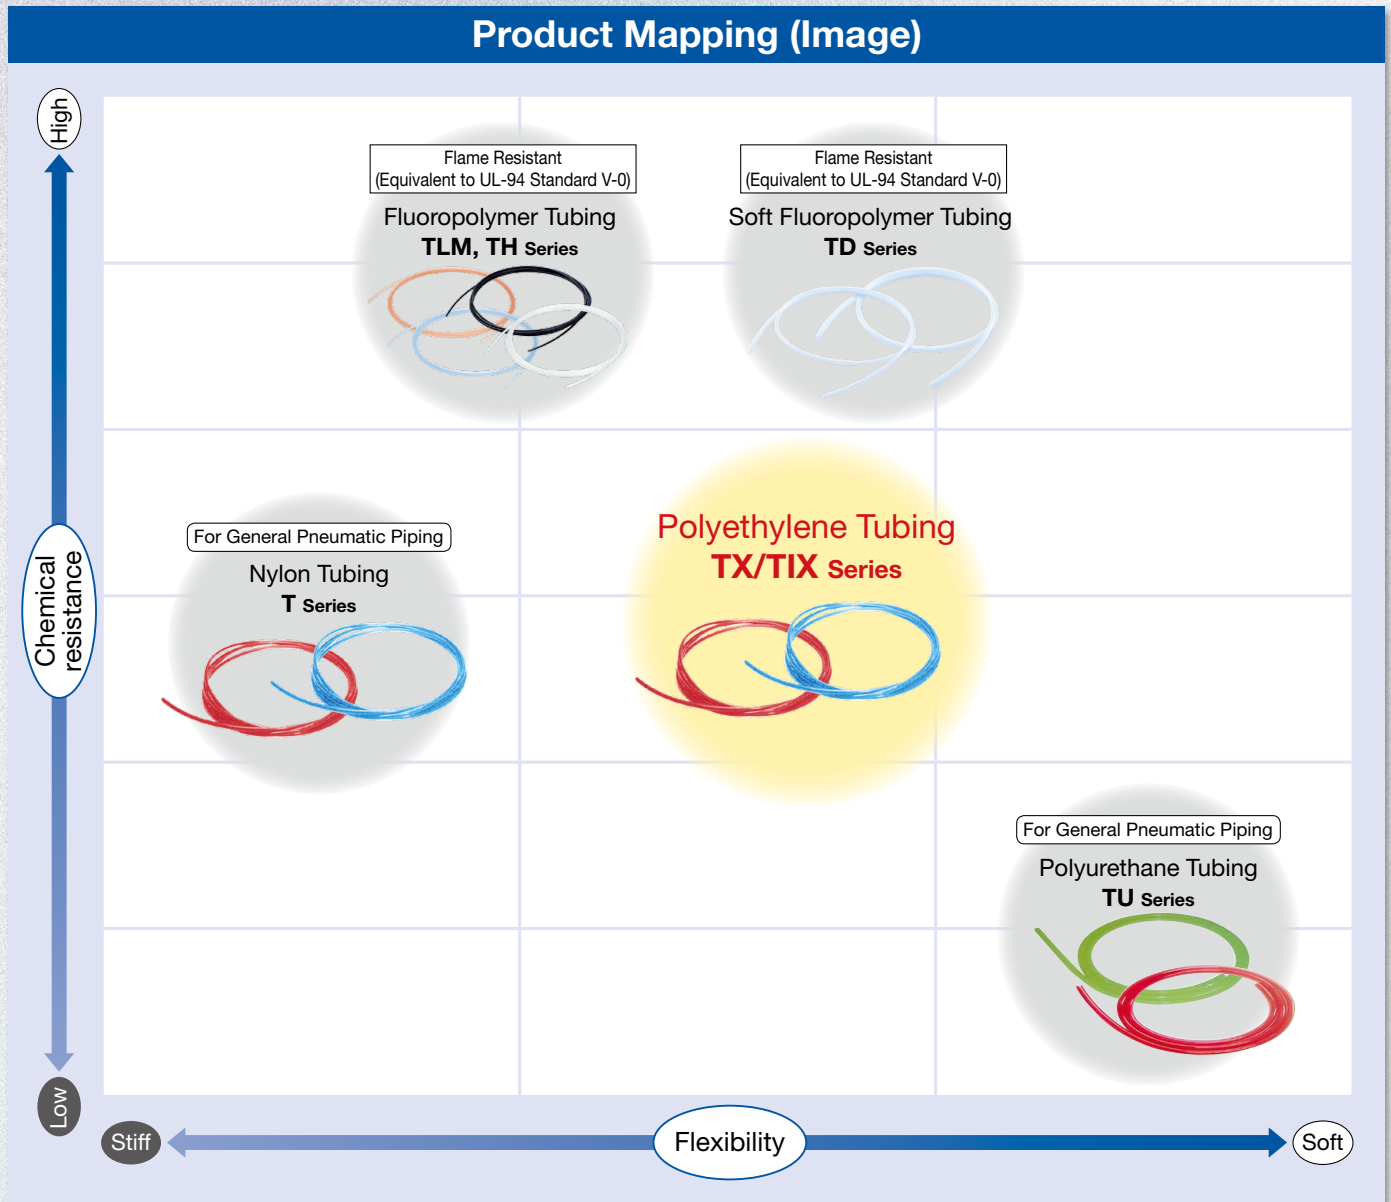 Product Mapping (Image)
High
Flame Resistant
(Equivalent to UL-94 Standard V-0)
Fluoropolymer Tubing
TLM, TH Series
Flame Resistant
(Equivalent to UL-94 Standard V-0)
Soft Fluoropolymer Tubing
TD Series
Chemical
resistance
For General Pneumatic Piping
Nylon Tubing
T Series
Polyethylene Tubing
TX/TIX Series
For General Pneumatic Piping
Polyurethane Tubing
TU Series
Low
Stiff
Flexibility
Soft